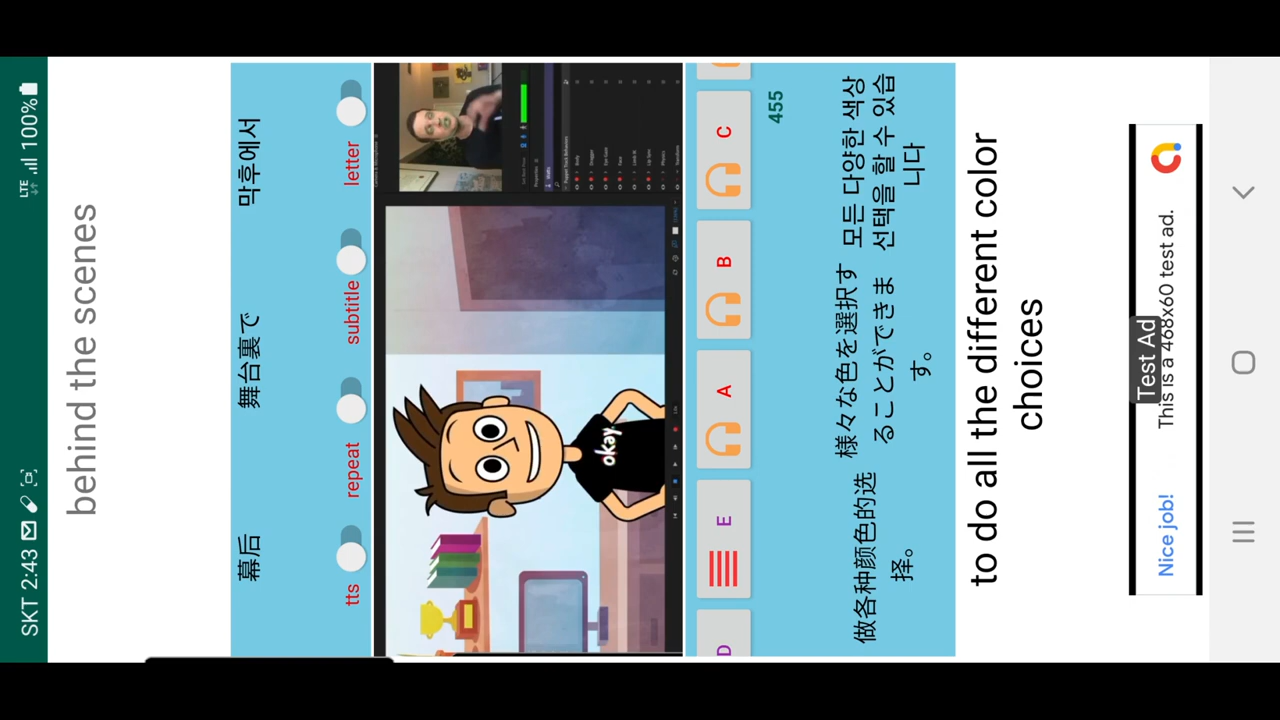 SKT 2:43
LTE 100%
behind the scenes
幕后
舞台裏で
막후에서
tts
repeat
subtitle
letter
okay
D
E
A
B
C
455
做各种颜色的选
择。
様々な色を選択す
ることができま
す。
모든 다양한 색상
선택을 할 수 있습
니다
to do all the different color
choices
Test Ad
Nice job!
This is a 468x60 test ad.